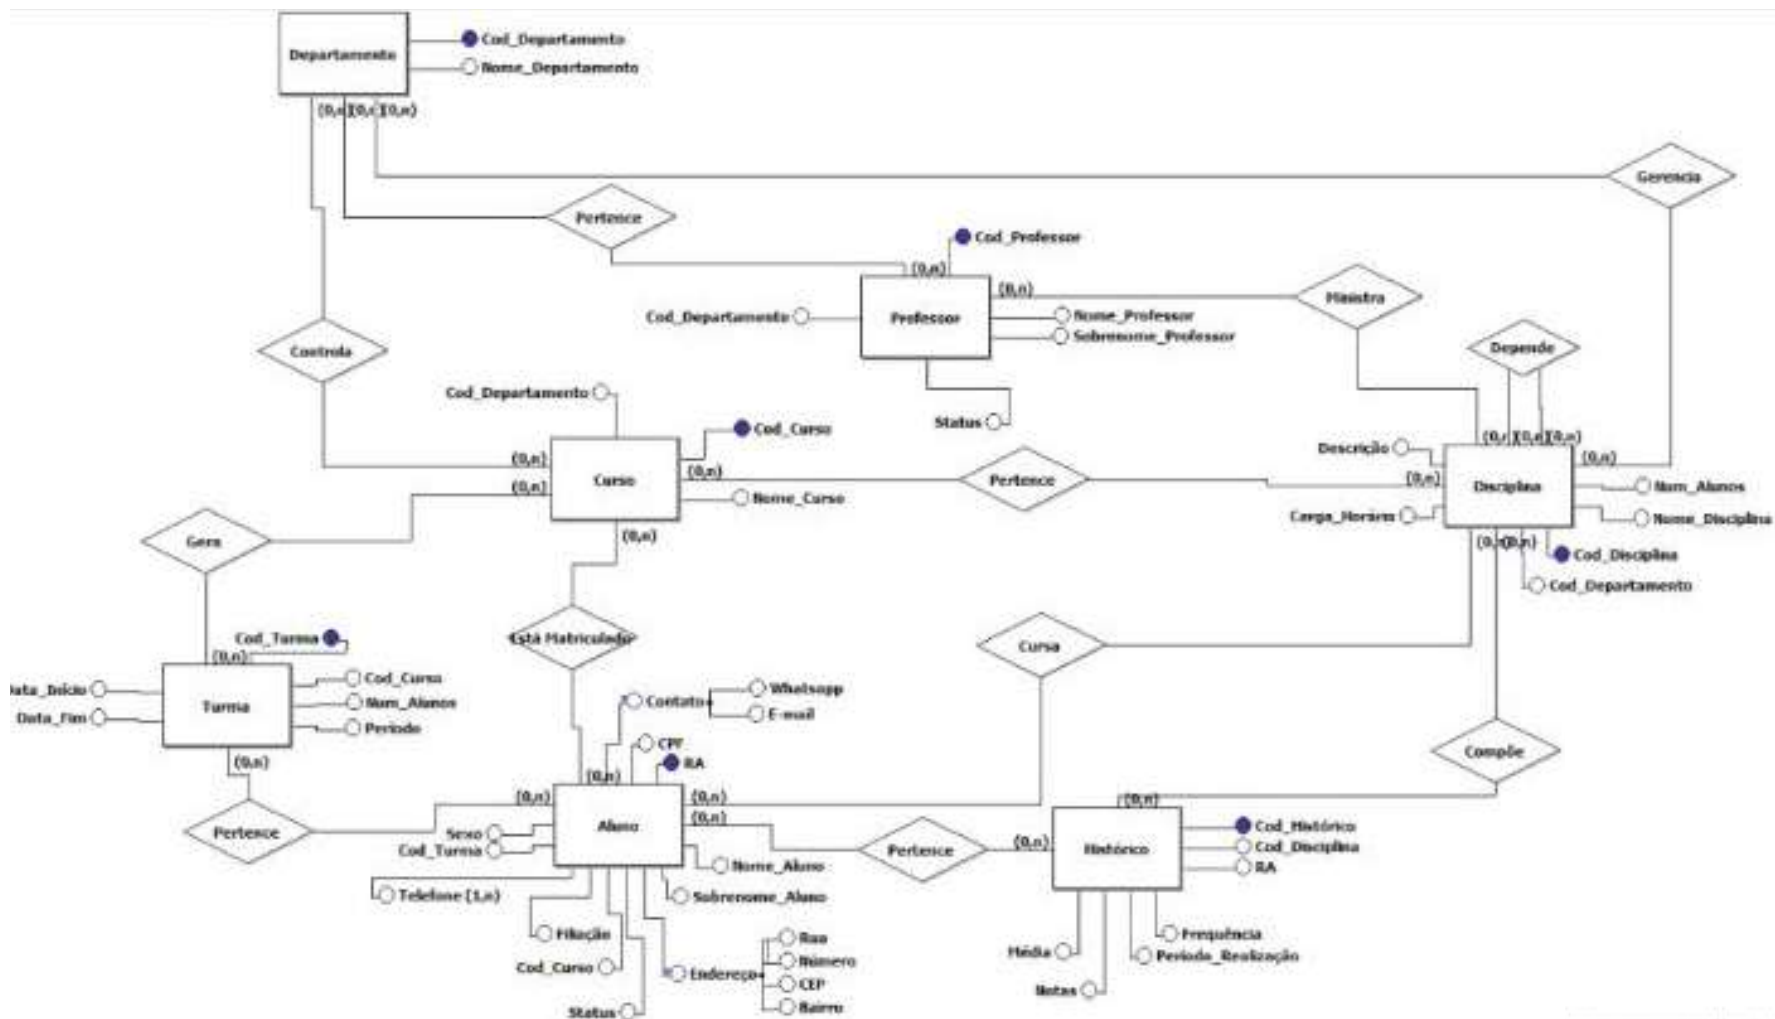 Departamento
Cod_Departamento
Nome_Departamento
(0,n)
Gerencia
Pertence
Cod_Professor
(0,n)
(0,n)
Ministra
Cod_Departamento
Professor
Nome_Professor
Sobrenome_Professor
Controla
Depende
Cod_Departamento
Status
Cod_Curso
(0,n)
Descrição
(0,n)
(0,n)
(0,n)
(0,n)
Curso
Pertence
(0,n)
Disciplina
Num_Alunos
(0,n)
Nome_Curso
Carga_Horária
Nome_Disciplina
Gera
(0,n)
(0,n)
Cod_Disciplina
Cod_Departamento
Cod_Turma
Está Matriculado
Cursa
(0,n)
Data_Início
Turma
Cod_Curso
Contato
Whatsapp
Data_Fim
Num_Alunos
E-mail
Período
CPF
Compõe
(0,n)
RA
(0,n)
(0,n)
(0,n)
(0,n)
Pertence
Sexo
Aluno
(0,n)
Cod_Histórico
Cod_Turma
Pertence
(0,n)
Histórico
Cod_Disciplina
Nome_Aluno
RA
Telefone (1,n)
Sobrenome_Aluno
Filiação
Rua
Frequência
Média
Período_Realização
Cod_Curso
Endereço
Número
CEP
Notas
Status
Bairro